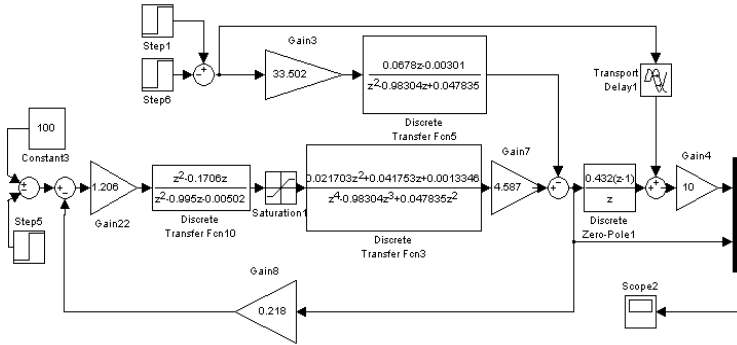 Step1
Gain3
33.502
0.0678z-0.00301
z2-0.98304z+0.047835
Discrete
Transfer Fcn5
Step6
Transport
Delay1
100
Constant3
Step5
1.206
Gain22
z2-0.1706z
z2-0.995z-0.00502
Discrete
Transfer Fcn10
Saturation1
0.021703z2+0.041753z+0.0013346
z4-0.98304z3+0.047835z2
Discrete
Transfer Fcn3
Gain7
4.587
0.432(z-1)
z
Discrete
Zero-Pole1
Gain4
10
Gain8
0.218
Scope2